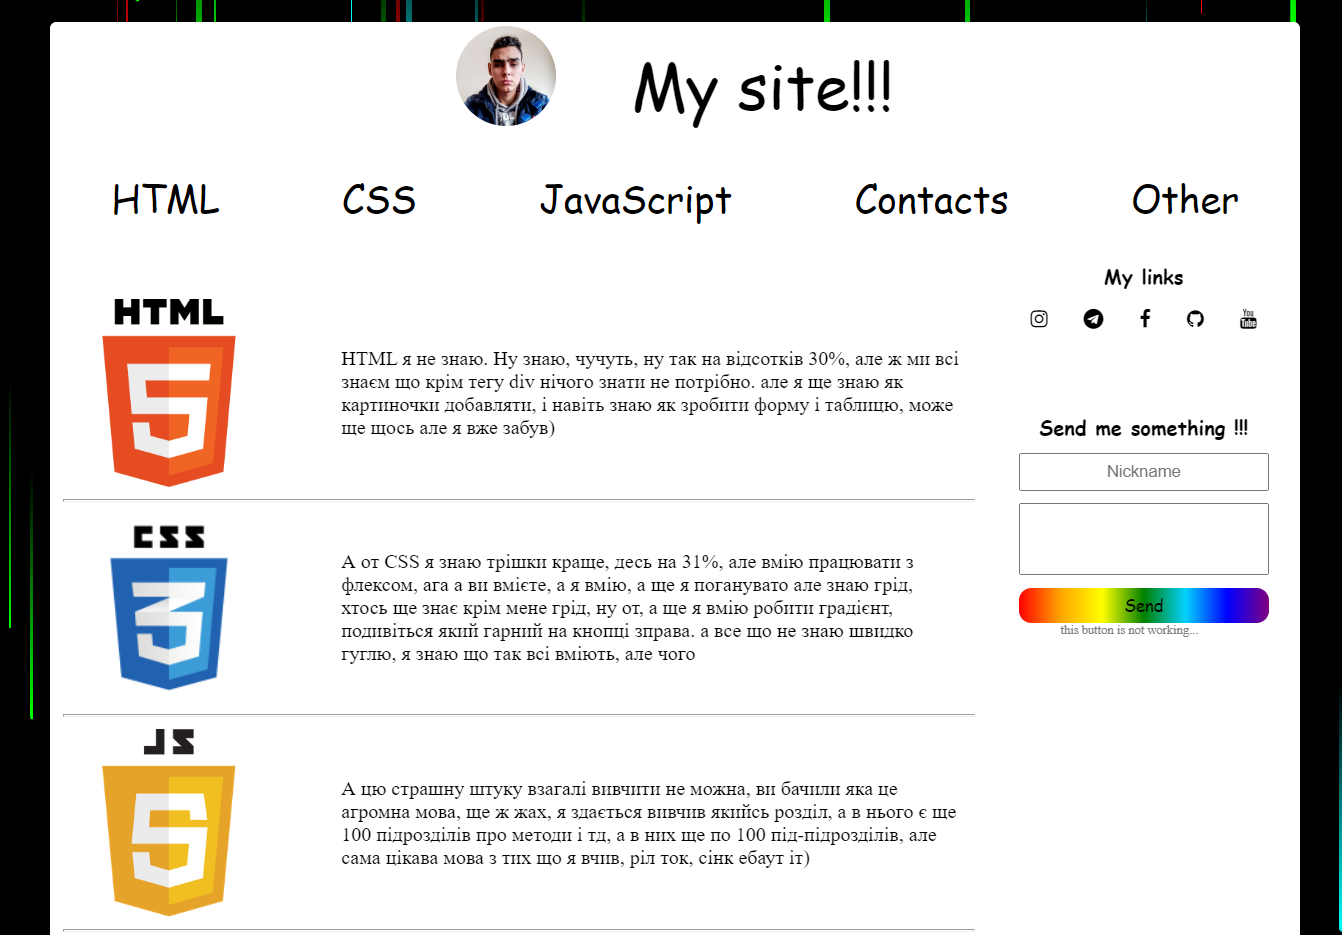 My site!!!
HTML
CSS
JavaScript
Contacts
Other
HTML
5
HTML я не знаю. Ну знаю, чучуть, ну так на відсотків 30%, але ж ми всі
знаєм що крім тегу div нічого знати не потрібно. але я ще знаю як
картиночки добавляти, і навіть знаю як зробити форму і таблицю, може
ще щось але я вже забув)
CSS
3
А от CSS я знаю трішки краще, десь на 31%, але вмію працювати з
флексом, ага а ви вмієте, а я вмію, а ще я поганувато але знаю грід,
хтось ще знає крім мене грід, ну от, а ще я вмію робити градієнт,
подивіться який гарний на кнопці зправа. а все що не знаю швидко
гуглю, я знаю що так всі вміють, але чого
JS
5
А цю страшну штуку взагалі вивчити не можна, ви бачили яка це
агромна мова, ще ж жах, я здається вивчив якийсь розділ, а в нього є ще
100 підрозділів про методи і тд, а в них ще по 100 під-підрозділів, але
сама цікава мова з тих що я вчив, ріл ток, сінк ебаут іт)
My links
You
Tube
Send me something !!!
Nickname
Send
this button is not working...